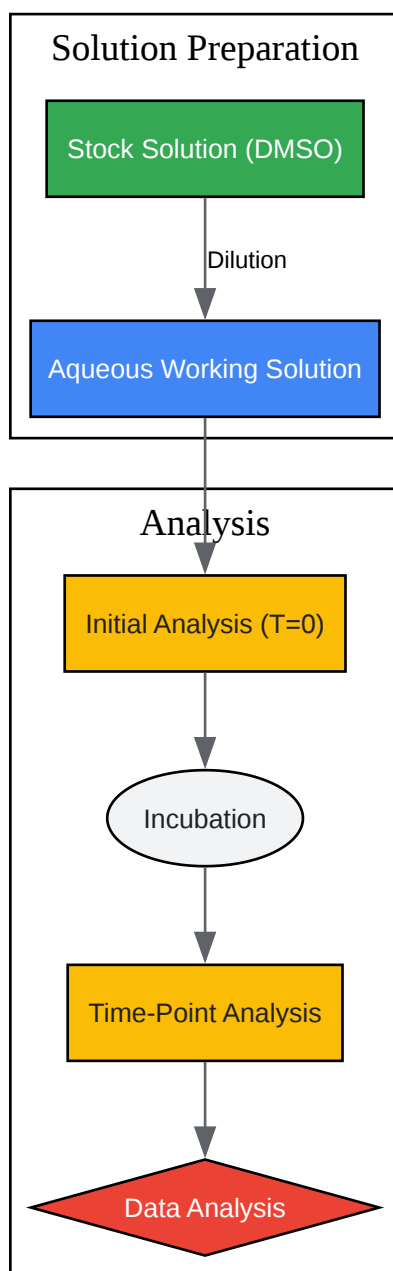 Solution Preparation
Stock Solution (DMSO)
Dilution
Aqueous Working Solution
Analysis
Initial Analysis (T=0)
Incubation
Time-Point Analysis
Data Analysis